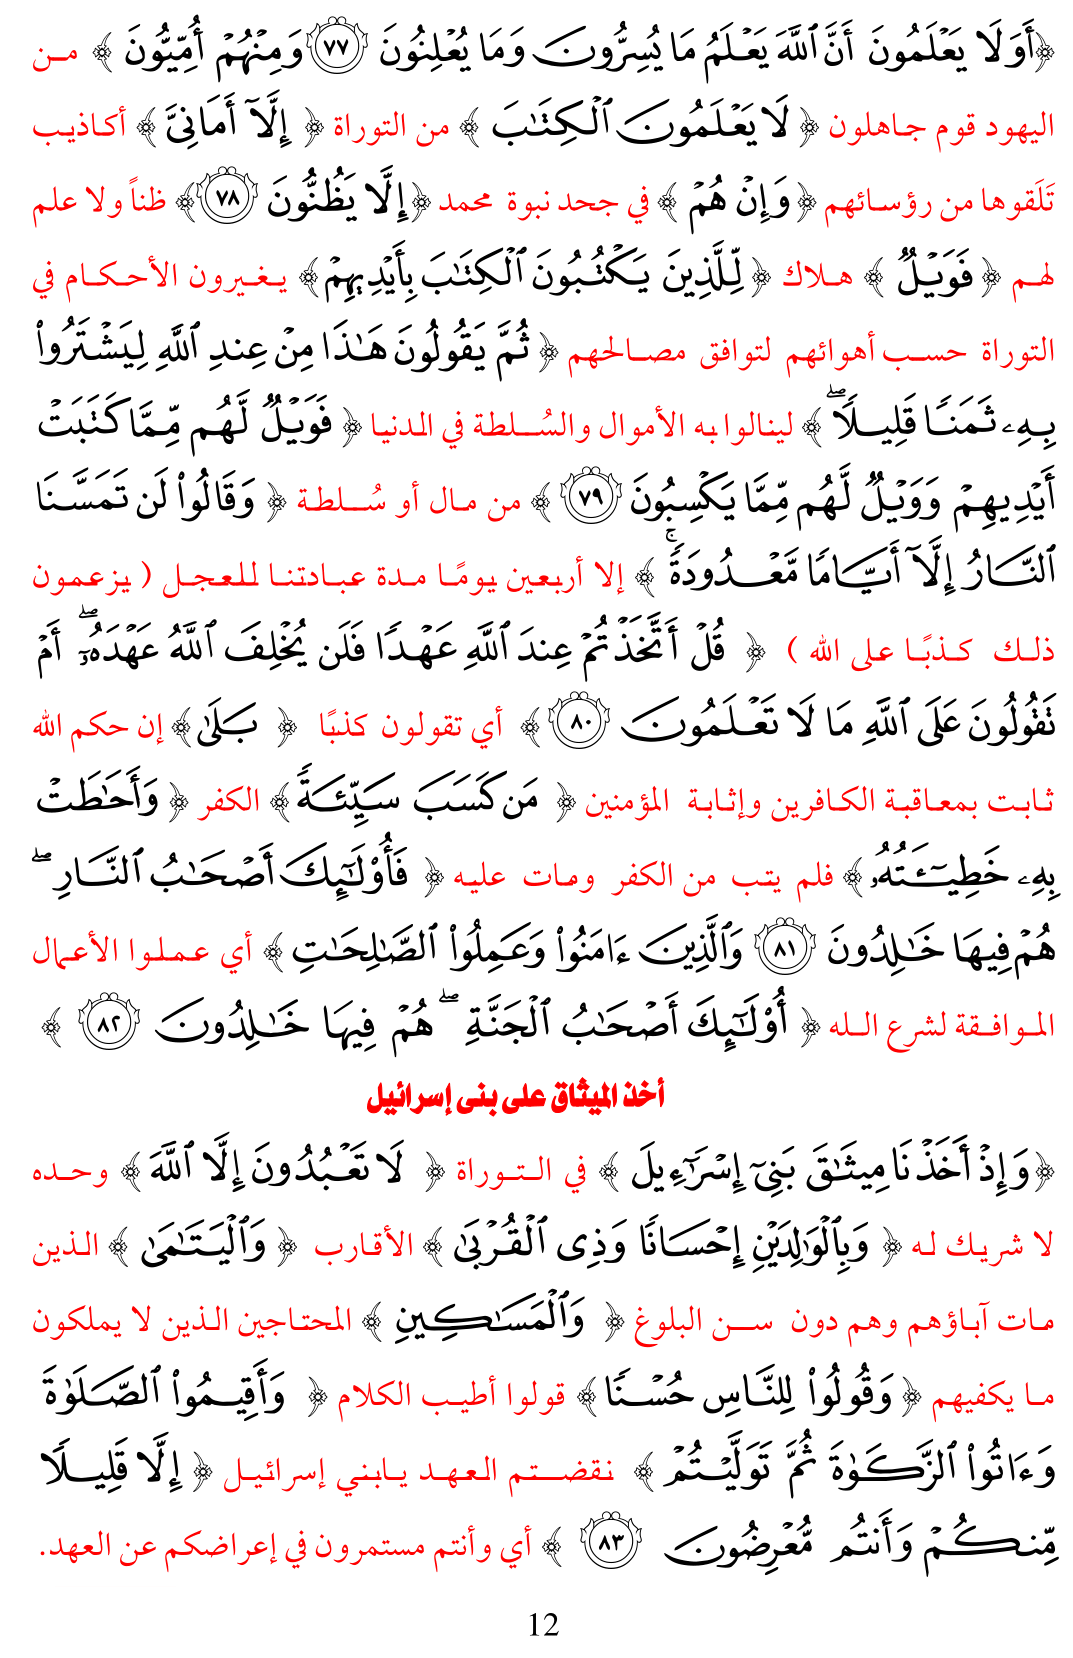 ﴿أَوَلَا يَعْلَمُونَ أَنَّ ٱللَّهَ يَعْلَمُ مَا يُسِرُّونَ وَمَا يُعْلِنُونَ ٧٧ وَمِنْهُمْ أُمِّيُّونَ ﴾ من
اليهود قوم جاهلون ﴿ لَا يَعْلَمُونَ ٱلْكِتَٰبَ ﴾ من التوراة ﴿ إِلَّآ أَمَانِىَّ ﴾ أكاذيب
تَلَقوها من رؤسائهم ﴿ وَإِنْ هُمْ ﴾ في جحد نبوة محمد ﴿إِلَّا يَظُنُّونَ ٧٨﴾ ظناً ولا علم
لهم ﴿ فَوَيْلٌ ﴾ هلاك ﴿ لِّلَّذِينَ يَكْتُبُونَ ٱلْكِتَٰبَ بِأَيْدِيهِمْ﴾ يغيرون الأحكام في
التوراة حسب أهوائهم لتوافق مصالحهم ﴿ ثُمَّ يَقُولُونَ هَٰذَا مِنْ عِندِ ٱللَّهِ لِيَشْتَرُوا۟
بِهِۦ ثَمَنًا قَلِيلًا ۖ ﴾ لينالوا به الأموال والسُلطة في الدنيا ﴿ فَوَيْلٌ لَّهُم مِّمَّا كَتَبَتْ
أَيْدِيهِمْ وَوَيْلٌ لَّهُم مِّمَّا يَكْسِبُونَ ٧٩ ﴾ من مال أو سُلطة ﴿ وَقَالُوا۟ لَن تَمَسَّنَا
ٱلنَّارُ إِلَّآ أَيَّامًا مَّعْدُودَةً ۚ ﴾ إلا أربعين يومًا مدة عبادتنا للعجل ( يزعمون
ذلك كذبًا على الله ) ﴿ قُلْ أَتَّخَذْتُمْ عِندَ ٱللَّهِ عَهْدًا فَلَن يُخْلِفَ ٱللَّهُ عَهْدَهُۥٓ ۖ أَمْ
تَقُولُونَ عَلَى ٱللَّهِ مَا لَا تَعْلَمُونَ ٨٠ ﴾ أي تقولون كذبًا ﴿ بَلَىٰ ﴾ إن حكم الله
ثابت بمعاقبة الكافرين وإثابة المؤمنين ﴿ مَن كَسَبَ سَيِّئَةً ﴾ الكفر ﴿ وَأَحَٰطَتْ
بِهِۦ خَطِيٓـَٔتُهُۥ ﴾ فلم يتب من الكفر ومات عليه ﴿ فَأُو۟لَٰٓئِكَ أَصْحَٰبُ ٱلنَّارِ ۖ
هُمْ فِيهَا خَٰلِدُونَ ٨١ وَٱلَّذِينَ ءَامَنُوا۟ وَعَمِلُوا۟ ٱلصَّٰلِحَٰتِ ﴾ أي عملوا الأعمال
الموافقة لشرع الله ﴿ أُو۟لَٰٓئِكَ أَصْحَٰبُ ٱلْجَنَّةِ ۖ هُمْ فِيهَا خَٰلِدُونَ ٨٢ ﴾
أخذ الميثاق على بنى إسرائيل
﴿وَإِذْ أَخَذْنَا مِيثَٰقَ بَنِىٓ إِسْرَٰٓءِيلَ ﴾ في التوراة ﴿ لَا تَعْبُدُونَ إِلَّا ٱللَّهَ ﴾ وحده
لا شريك له ﴿ وَبِٱلْوَٰلِدَيْنِ إِحْسَانًا وَذِى ٱلْقُرْبَىٰ ﴾ الأقارب ﴿ وَٱلْيَتَٰمَىٰ ﴾ الذين
مات آباؤهم وهم دون سن البلوغ ﴿ وَٱلْمَسَٰكِينِ ﴾ المحتاجين الذين لا يملكون
ما يكفيهم ﴿ وَقُولُوا۟ لِلنَّاسِ حُسْنًا ﴾ قولوا أطيب الكلام ﴿ وَأَقِيمُوا۟ ٱلصَّلَوٰةَ
وَءَاتُوا۟ ٱلزَّكَوٰةَ ثُمَّ تَوَلَّيْتُمْ ﴾ نقضتم العهد يابني إسرائيل ﴿ إِلَّا قَلِيلًا
مِّنكُمْ وَأَنتُم مُّعْرِضُونَ ٨٣ ﴾ أي وأنتم مستمرون في إعراضكم عن العهد.
12